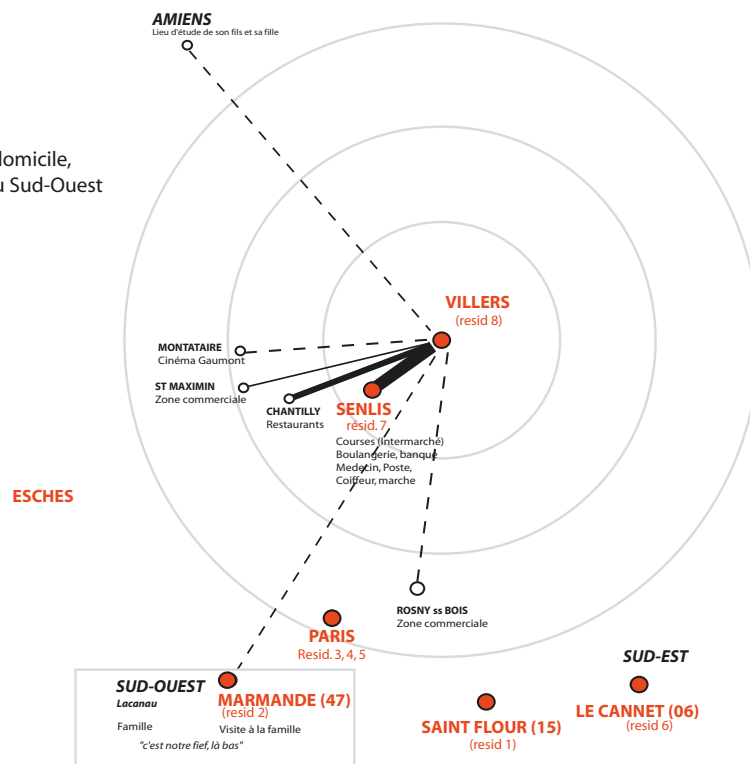 AMIENS
Lieu d'étude de son fils et sa fille
domicile,
u Sud-Ouest
VILLERS
(resid 8)
MONTATAIRE
Cinéma Gaumont
ST MAXIMIN
Zone commerciale
CHANTILLY
Restaurants
SENLIS
résid. 7
Courses (Intermarché)
Boulangerie, banque
Medecin, Poste,
Coiffeur, marche
ESCHES
ROSNY ss BOIS
Zone commerciale
PARIS
Resid. 3, 4, 5
SUD-OUEST
Lacanau
Famille
"c'est notre fief, là bas"
MARMANDE (47)
(resid 2)
Visite à la famille
SAINT FLOUR (15)
(resid 1)
SUD-EST
LE CANNET (06)
(resid 6)